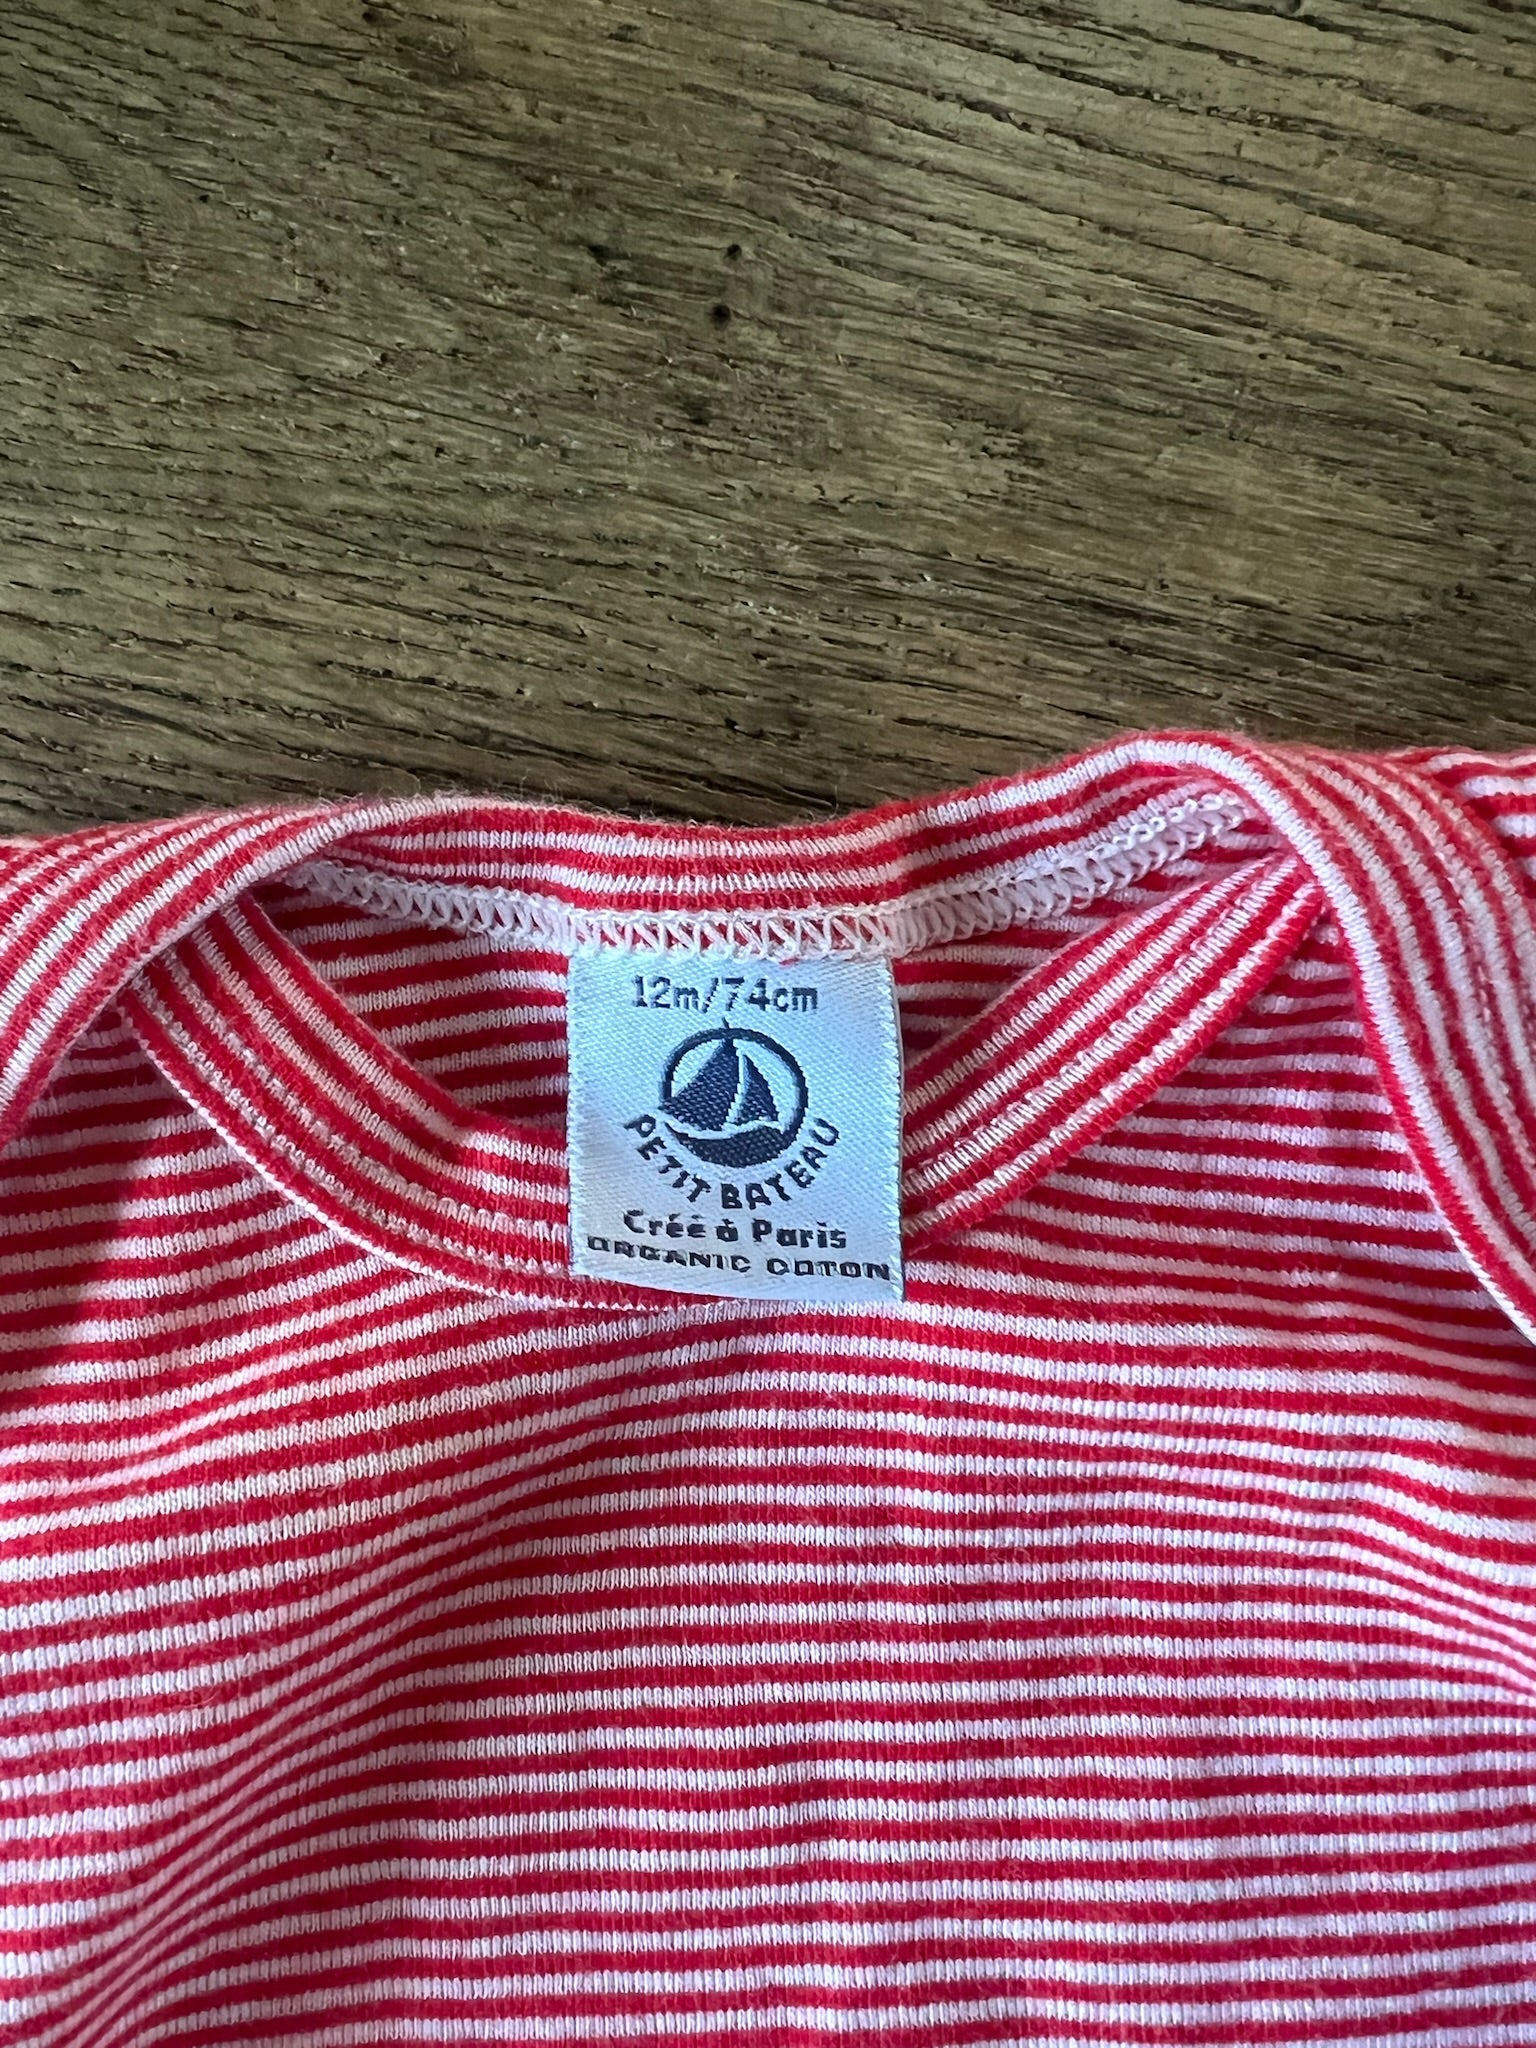 12m/74cm
PETIT BATEAU
Créé à Paris
ORGANIC COTON